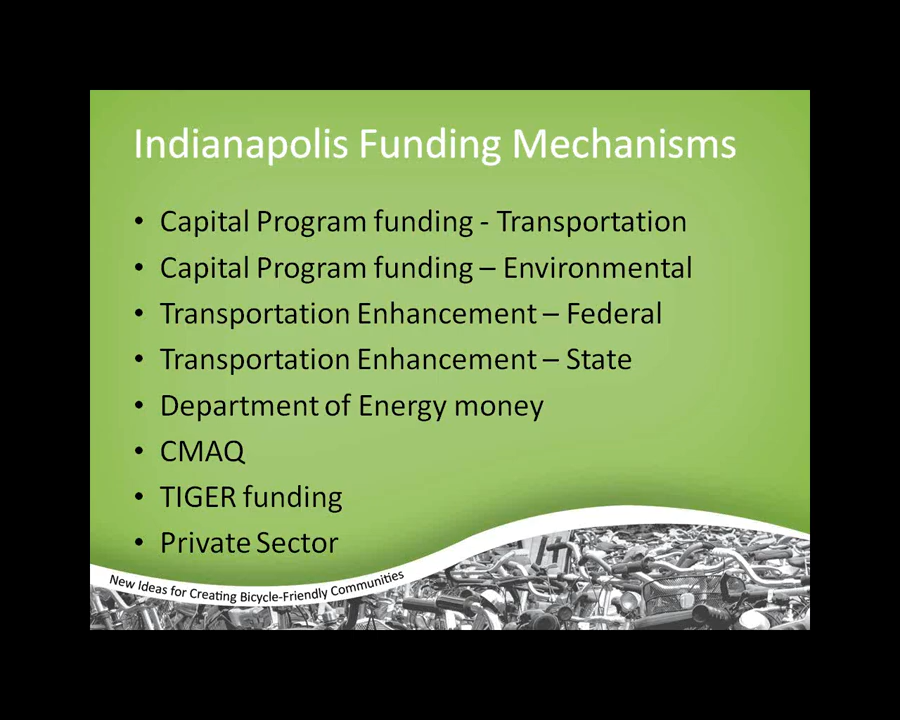 Indianapolis Funding Mechanisms
• Capital Program funding - Transportation
• Capital Program funding – Environmental
• Transportation Enhancement – Federal
• Transportation Enhancement – State
• Department of Energy money
• CMAQ
• TIGER funding
• Private Sector
New Ideas for Creating Bicycle-Friendly Communities